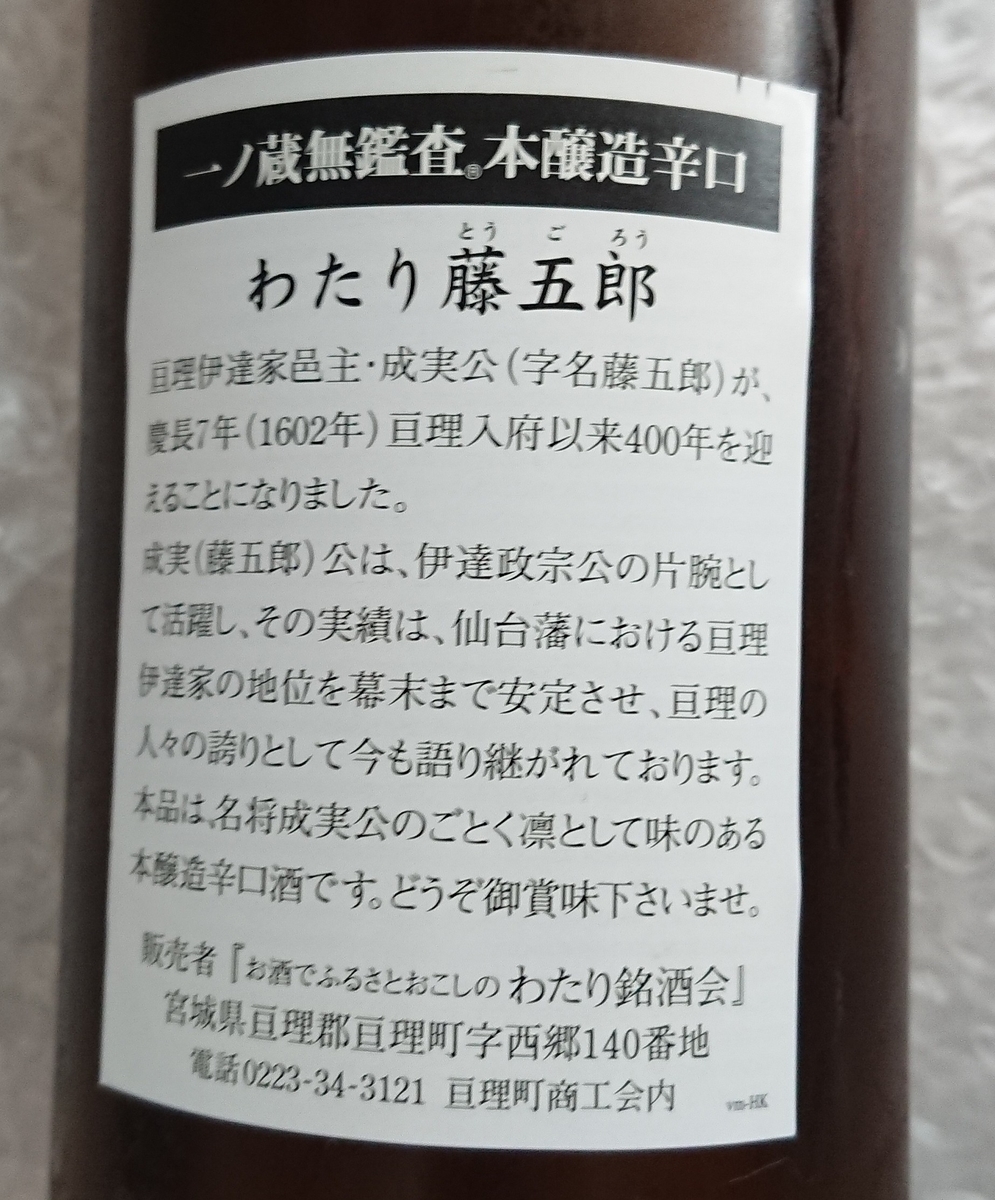 一ノ蔵無鑑査®本醸造辛口
とう ご ろう
わたり藤五郎
亘理伊達家邑主・成実公(字名藤五郎)が、
慶長7年(1602年)亘理入府以来400年を迎
えることになりました。
成実(藤五郎)公は、伊達政宗公の片腕とし
て活躍し、その実績は、仙台藩における亘理
伊達家の地位を幕末まで安定させ、亘理の
人々の誇りとして今も語り継がれております。
本品は、名将成実公のごとく凛として味のある
本醸造辛口酒です。どうぞ御賞味下さいませ。
販売者『お酒でふるさとおこしの わたり銘酒会』
宮城県亘理郡亘理町字西郷140番地
電話0223-34-3121 亘理町商工会内
vm-HK